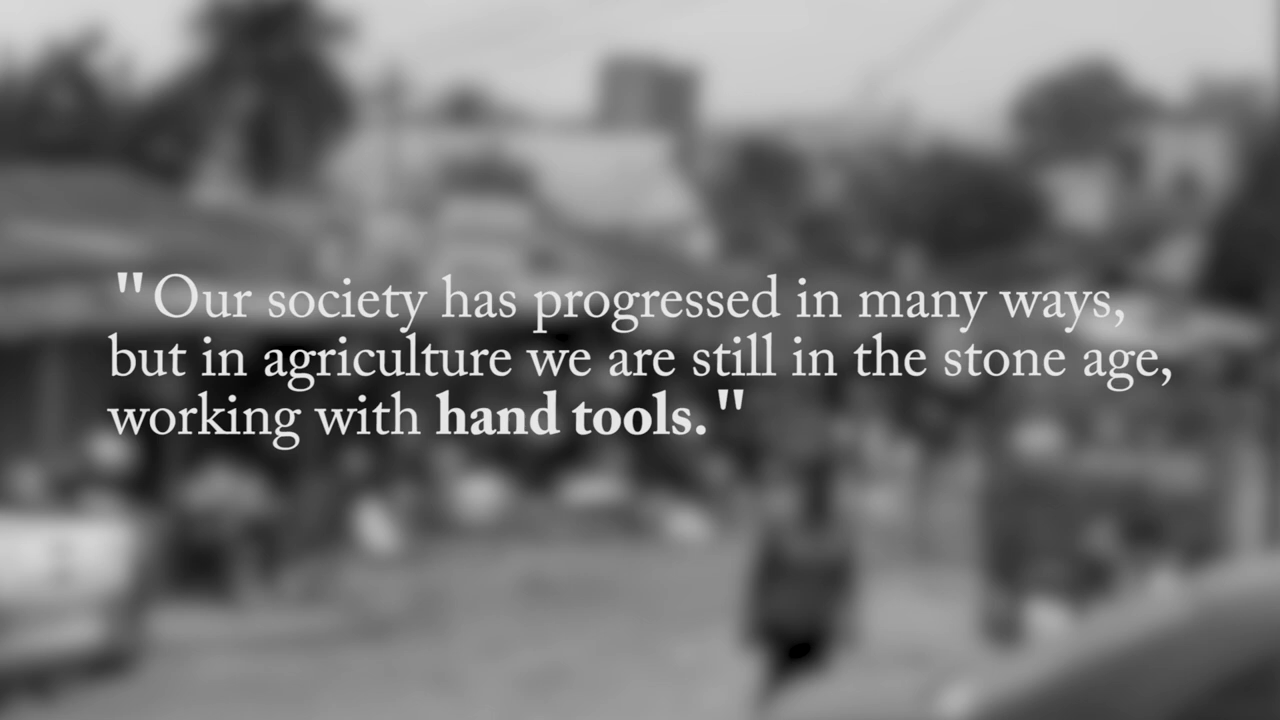 "Our society has progressed in many ways,
but in agriculture we are still in the stone age,
working with hand tools."